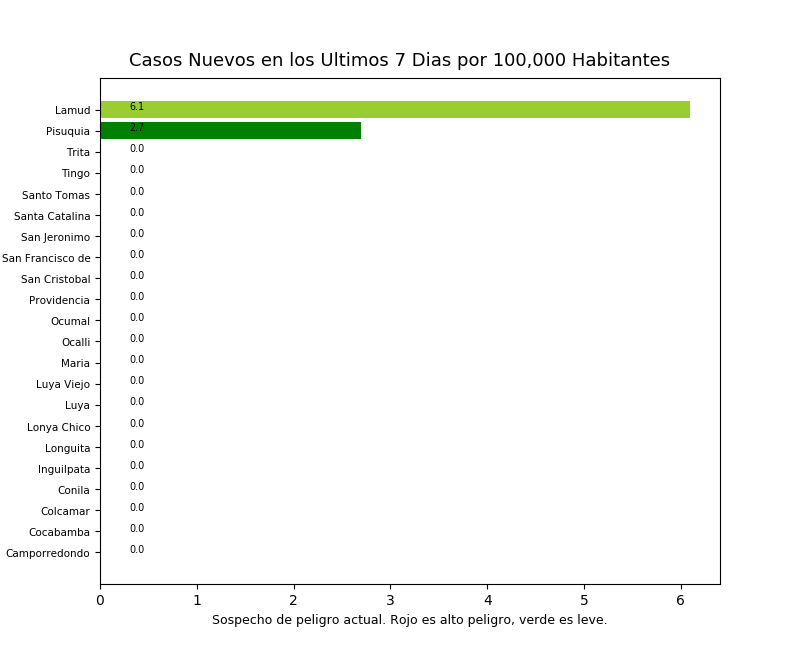 Casos Nuevos en los Ultimos 7 Dias por 100,000 Habitantes
Lamud 6.1
Pisuquia 2.7
Trita 0.0
Tingo 0.0
Santo Tomas 0.0
Santa Catalina 0.0
San Jeronimo 0.0
San Francisco de 0.0
San Cristobal 0.0
Providencia 0.0
Ocumal 0.0
Ocalli 0.0
Maria 0.0
Luya Viejo 0.0
Luya 0.0
Lonya Chico 0.0
Longuita 0.0
Inguilpata 0.0
Conila 0.0
Colcamar 0.0
Cocabamba 0.0
Camporredondo 0.0
0 1 2 3 4 5 6
Sospecho de peligro actual. Rojo es alto peligro, verde es leve.